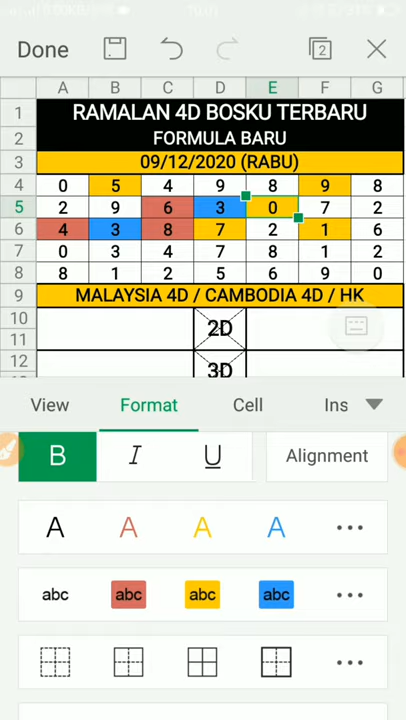 Done 2
A B C D E F G
1 RAMALAN 4D BOSKU TERBARU
2 FORMULA BARU
3 09/12/2020 (RABU)
4 0 5 4 9 8 9 8
5 2 9 6 3 0 7 2
6 4 3 8 7 2 1 6
7 0 3 4 7 8 1 2
8 8 1 2 5 6 9 0
9 MALAYSIA 4D / CAMBODIA 4D / HK
10
2D
11
12
3D
View Format Cell Ins
B I U Alignment
A A A A
abc abc abc abc